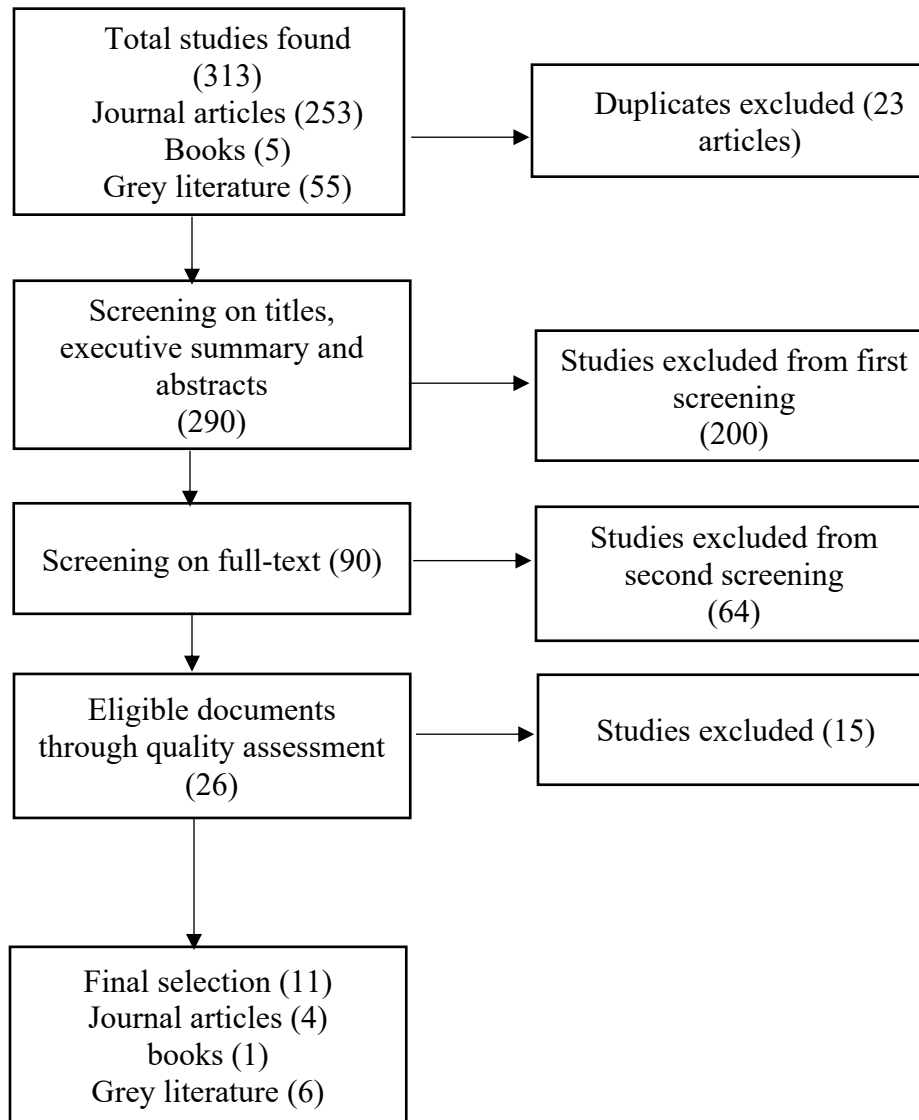 Total studies found
(313)
Journal articles (253)
Books (5)
Grey literature (55)
Duplicates excluded (23
articles)
Screening on titles,
executive summary and
abstracts
(290)
Studies excluded from first
screening
(200)
Screening on full-text (90)
Studies excluded from
second screening
(64)
Eligible documents
through quality assessment
(26)
Studies excluded (15)
Final selection (11)
Journal articles (4)
books (1)
Grey literature (6)